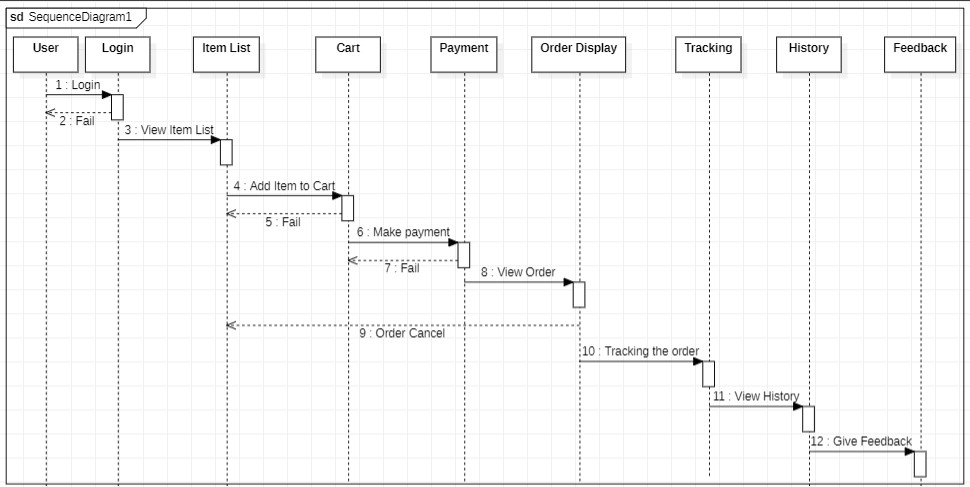 sd SequenceDiagram1
User
Login
Item List
Cart
Payment
Order Display
Tracking
History
Feedback
1 : Login
2 : Fail
3 : View Item List
4 : Add Item to Cart
5 : Fail
6 : Make payment
7 : Fail
8 : View Order
9 : Order Cancel
10 : Tracking the order
11 : View History
12 : Give Feedback